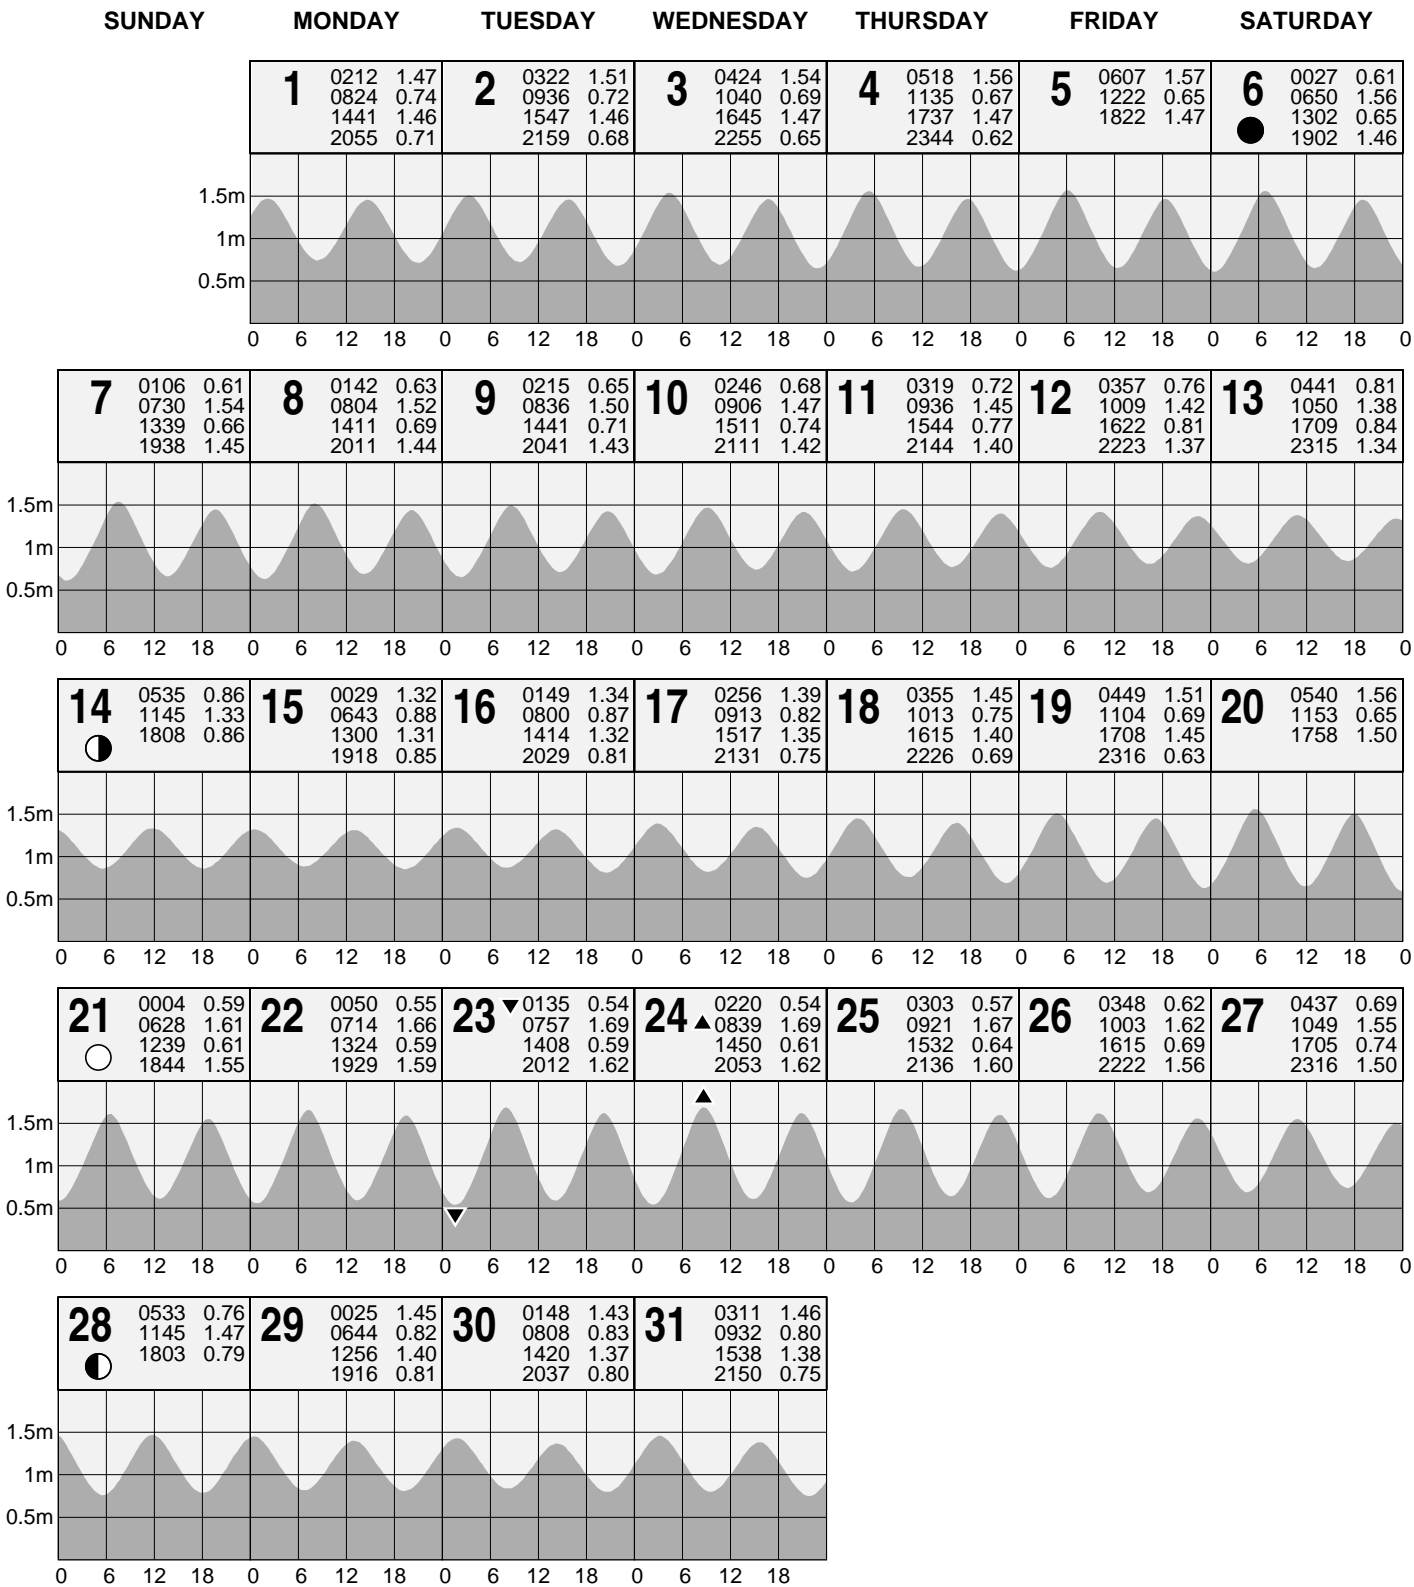 SUNDAY MONDAY TUESDAY WEDNESDAY THURSDAY FRIDAY SATURDAY
1 0212 1.47 2 0322 1.51 3 0424 1.54 4 0518 1.56 5 0607 1.57 6 0027 0.61
0824 0.74 0936 0.72 1040 0.69 1135 0.67 1222 0.65 0650 1.56
1441 1.46 1547 1.46 1645 1.47 1737 1.47 1822 1.47 1302 0.65
2055 0.71 2159 0.68 2255 0.65 2344 0.62 1902 1.46
1.5m
1m
0.5m
0 6 12 18 0 6 12 18 0 6 12 18 0 6 12 18 0 6 12 18 0 6 12 18 0
7 0106 0.61 8 0142 0.63 9 0215 0.65 10 0246 0.68 11 0319 0.72 12 0357 0.76 13 0441 0.81
0730 1.54 0804 1.52 0836 1.50 0906 1.47 0936 1.45 1009 1.42 1050 1.38
1339 0.66 1411 0.69 1441 0.71 1511 0.74 1544 0.77 1622 0.81 1709 0.84
1938 1.45 2011 1.44 2041 1.43 2111 1.42 2144 1.40 2223 1.37 2315 1.34
1.5m
1m
0.5m
0 6 12 18 0 6 12 18 0 6 12 18 0 6 12 18 0 6 12 18 0 6 12 18 0 6 12 18 0
14 0535 0.86 15 0029 1.32 16 0149 1.34 17 0256 1.39 18 0355 1.45 19 0449 1.51 20 0540 1.56
1145 1.33 0643 0.88 0800 0.87 0913 0.82 1013 0.75 1104 0.69 1153 0.65
1808 0.86 1300 1.31 1414 1.32 1517 1.35 1615 1.40 1708 1.45 1758 1.50
1918 0.85 2029 0.81 2131 0.75 2226 0.69 2316 0.63
1.5m
1m
0.5m
0 6 12 18 0 6 12 18 0 6 12 18 0 6 12 18 0 6 12 18 0 6 12 18 0 6 12 18 0
21 0004 0.59 22 0050 0.55 23 0135 0.54 24 0220 0.54 25 0303 0.57 26 0348 0.62 27 0437 0.69
0628 1.61 0714 1.66 0757 1.69 0839 1.69 0921 1.67 1003 1.62 1049 1.55
1239 0.61 1324 0.59 1408 0.59 1450 0.61 1532 0.64 1615 0.69 1705 0.74
1844 1.55 1929 1.59 2012 1.62 2053 1.62 2136 1.60 2222 1.56 2316 1.50
1.5m
1m
0.5m
0 6 12 18 0 6 12 18 0 6 12 18 0 6 12 18 0 6 12 18 0 6 12 18 0 6 12 18 0
28 0533 0.76 29 0025 1.45 30 0148 1.43 31 0311 1.46
1145 1.47 0644 0.82 0808 0.83 0932 0.80
1803 0.79 1256 1.40 1420 1.37 1538 1.38
1916 0.81 2037 0.80 2150 0.75
1.5m
1m
0.5m
0 6 12 18 0 6 12 18 0 6 12 18 0 6 12 18